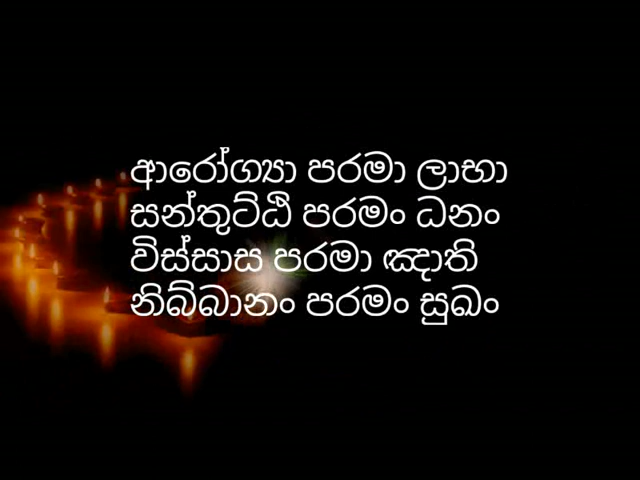 ආරෝග්‍යා පරමා ලාභා
සන්තුට්ඨි පරමං ධනං
විස්සාස පරමා ඤාති
නිබ්බානං පරමං සුඛං